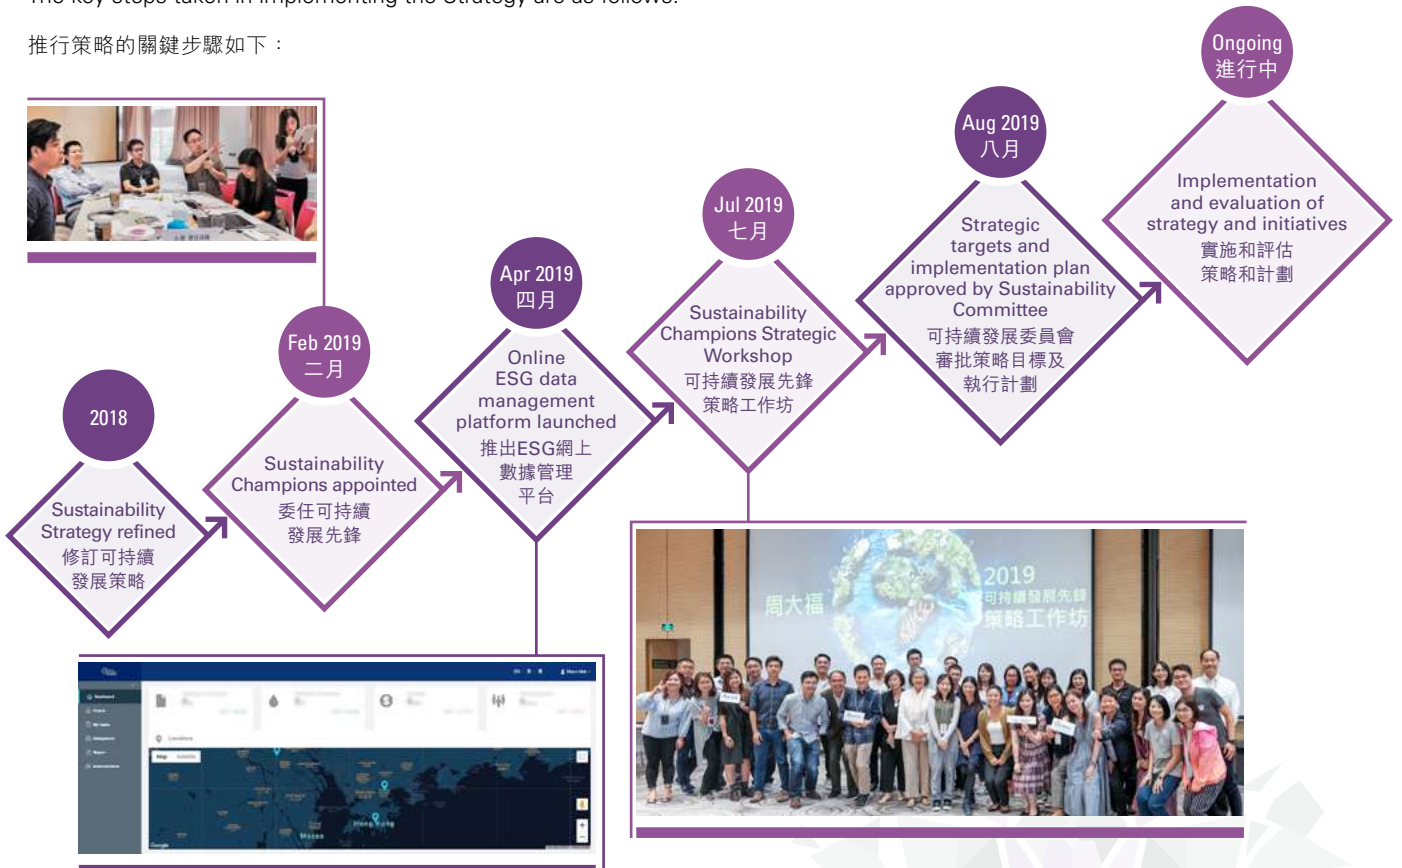 The key steps taken in implementing the Strategy are as follows:
推行策略的關鍵步驟如下：
2018
Sustainability
Strategy refined
修訂可持續
發展策略
Feb 2019
二月
Sustainability
Champions appointed
委任可持續
發展先鋒
Apr 2019
四月
Online
ESG data
management
platform launched
推出ESG網上
數據管理
平台
Jul 2019
七月
Sustainability
Champions Strategic
Workshop
可持續發展先鋒
策略工作坊
Aug 2019
八月
Strategic
targets and
implementation plan
approved by Sustainability
Committee
可持續發展委員會
審批策略目標及
執行計劃
Ongoing
進行中
Implementation
and evaluation of
strategy and initiatives
實施和評估
策略和計劃
Dashboard
Locations
Map
Hong Kong
Macao
Google
周大福
2019
可持續發展先鋒
策略工作坊